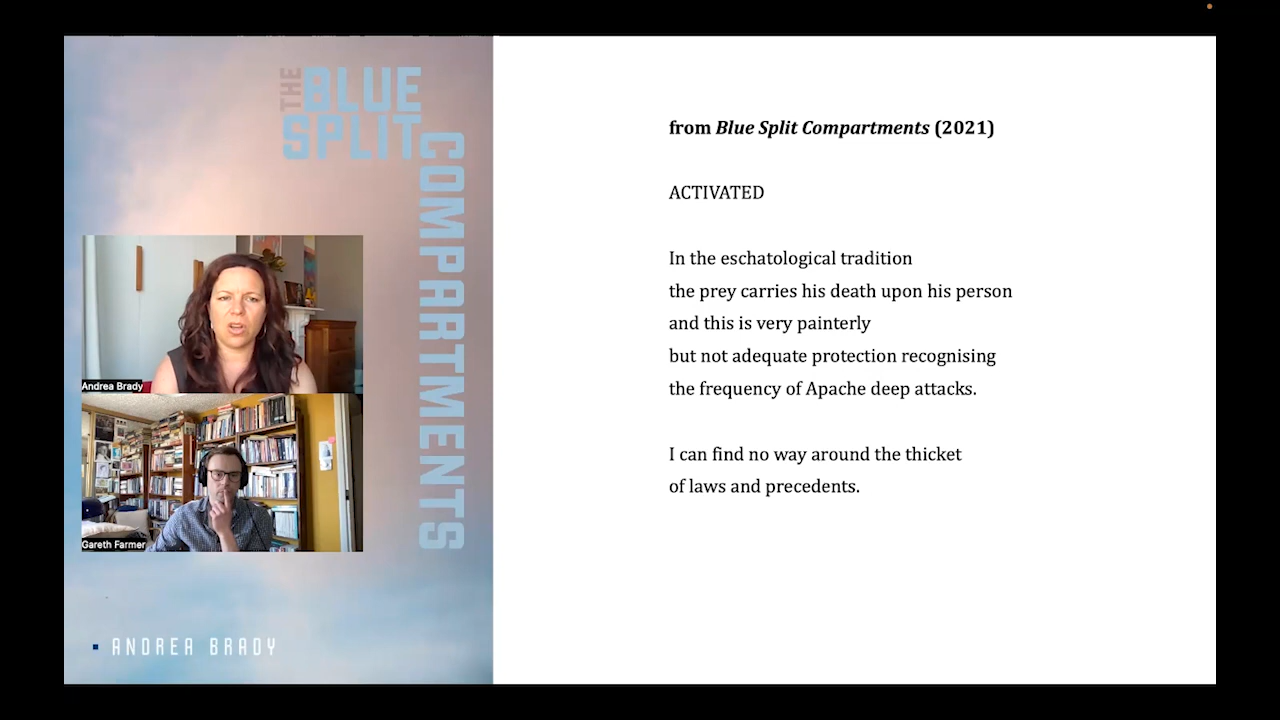 THE
BLUE
SPLIT
COMPARTMENTS
Andrea Brady
Gareth Farmer
ANDREA BRADY
from Blue Split Compartments (2021)
ACTIVATED
In the eschatological tradition
the prey carries his death upon his person
and this is very painterly
but not adequate protection recognising
the frequency of Apache deep attacks.
I can find no way around the thicket
of laws and precedents.